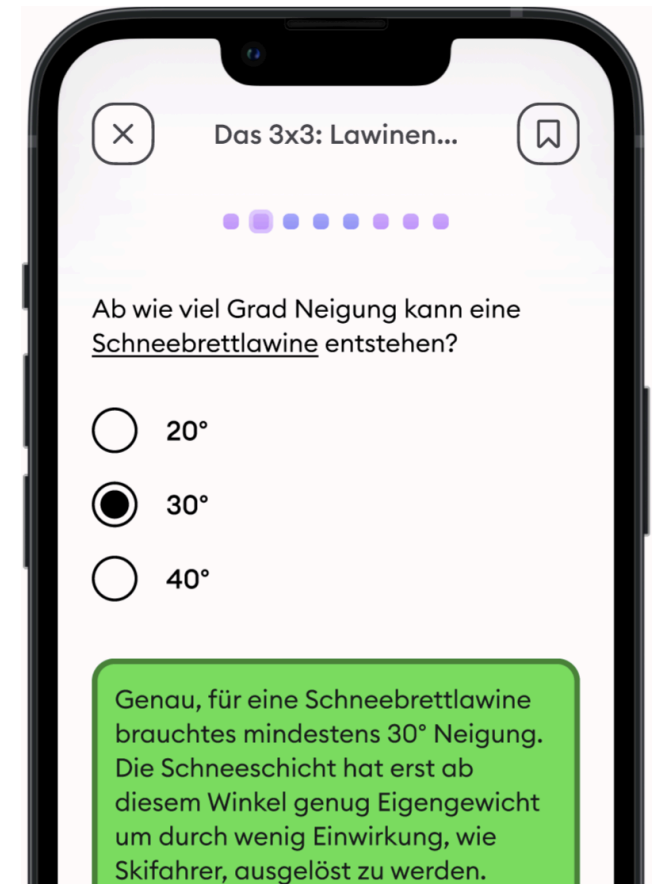 Das 3x3: Lawinen...
Ab wie viel Grad Neigung kann eine
Schneebrettlawine entstehen?
20°
30°
40°
Genau, für eine Schneebrettlawine
brauchtes mindestens 30° Neigung.
Die Schneeschicht hat erst ab
diesem Winkel genug Eigengewicht
um durch wenig Einwirkung, wie
Skifahrer, ausgelöst zu werden.